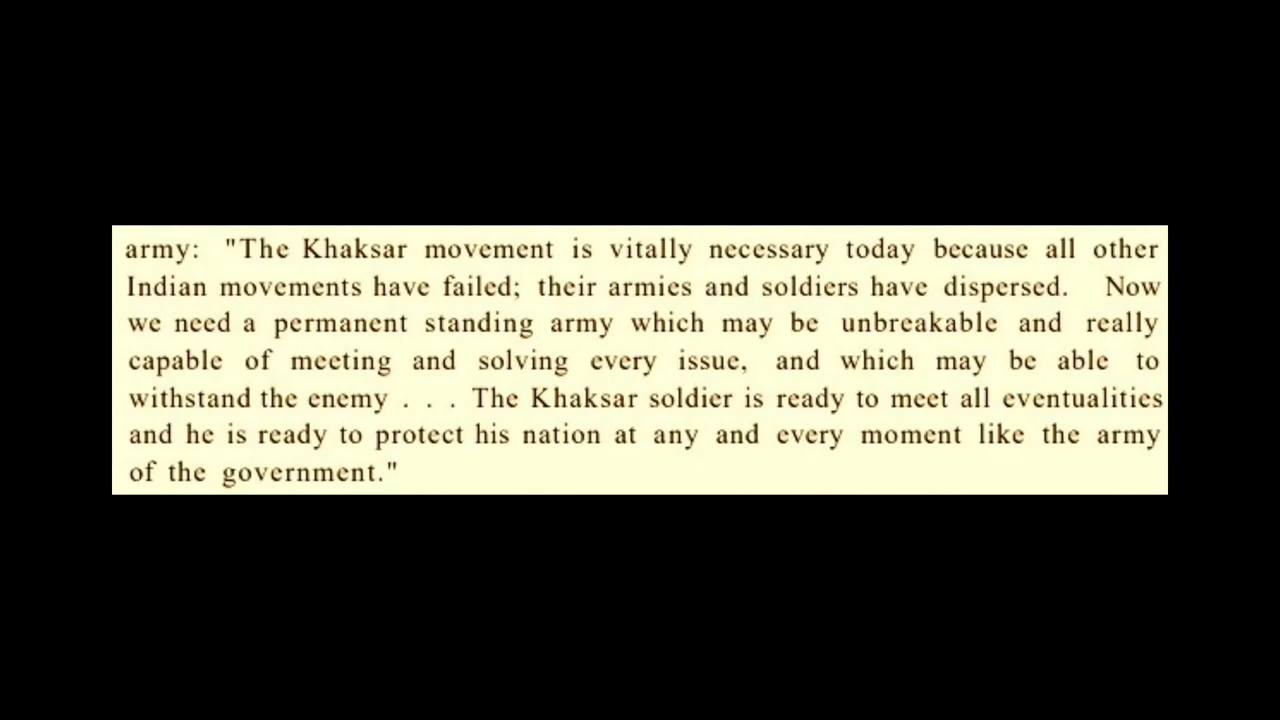 army: "The Khaksar movement is vitally necessary today because all other
Indian movements have failed; their armies and soldiers have dispersed. Now
we need a permanent standing army which may be unbreakable and really
capable of meeting and solving every issue, and which may be able to
withstand the enemy . . . The Khaksar soldier is ready to meet all eventualities
and he is ready to protect his nation at any and every moment like the army
of the government."